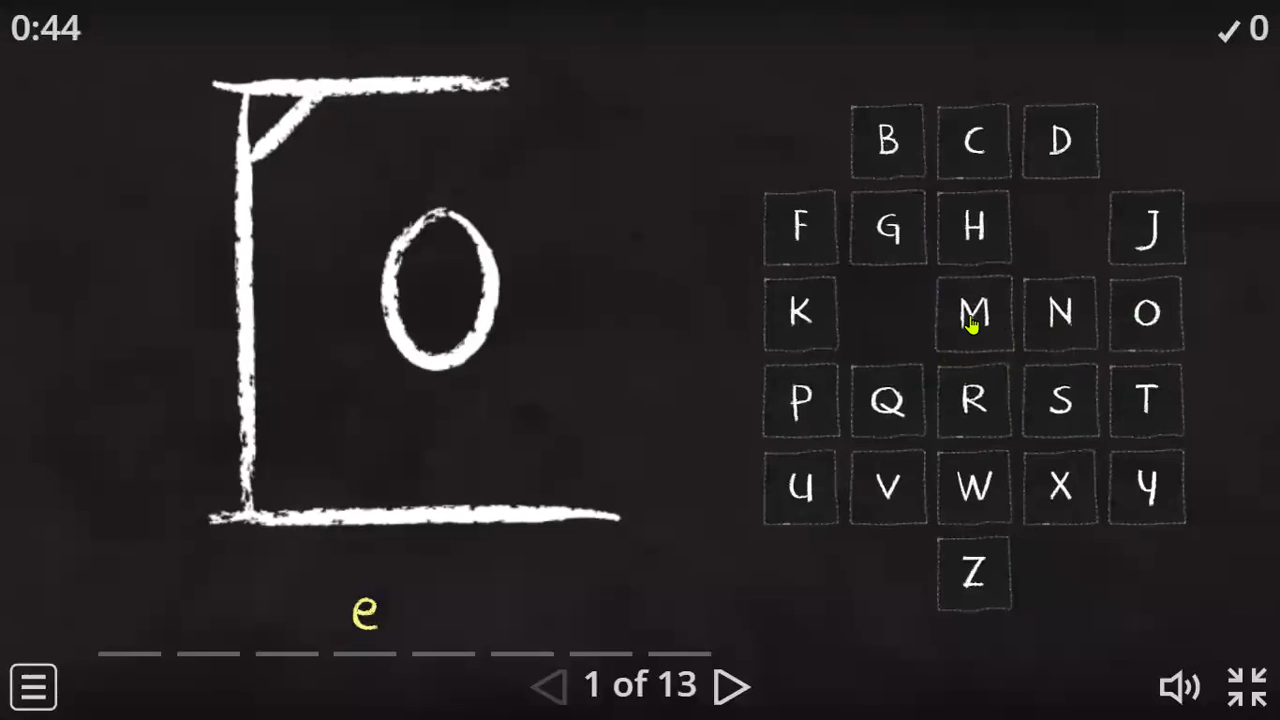 0:44
✓ 0
B C D
F G H J
K M N O
P Q R S T
U V W X Y
Z
e
1 of 13